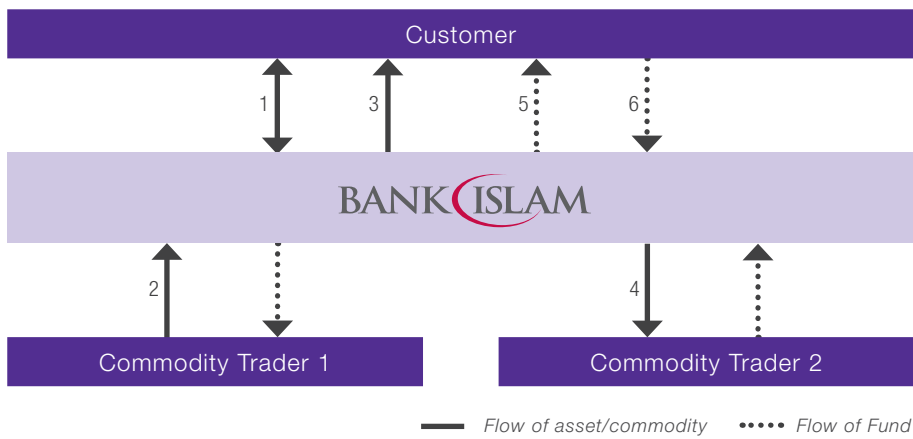 Customer
1
3
5
6
BANK ISLAM
2
4
Commodity Trader 1
Commodity Trader 2
Flow of asset/commodity
Flow of Fund